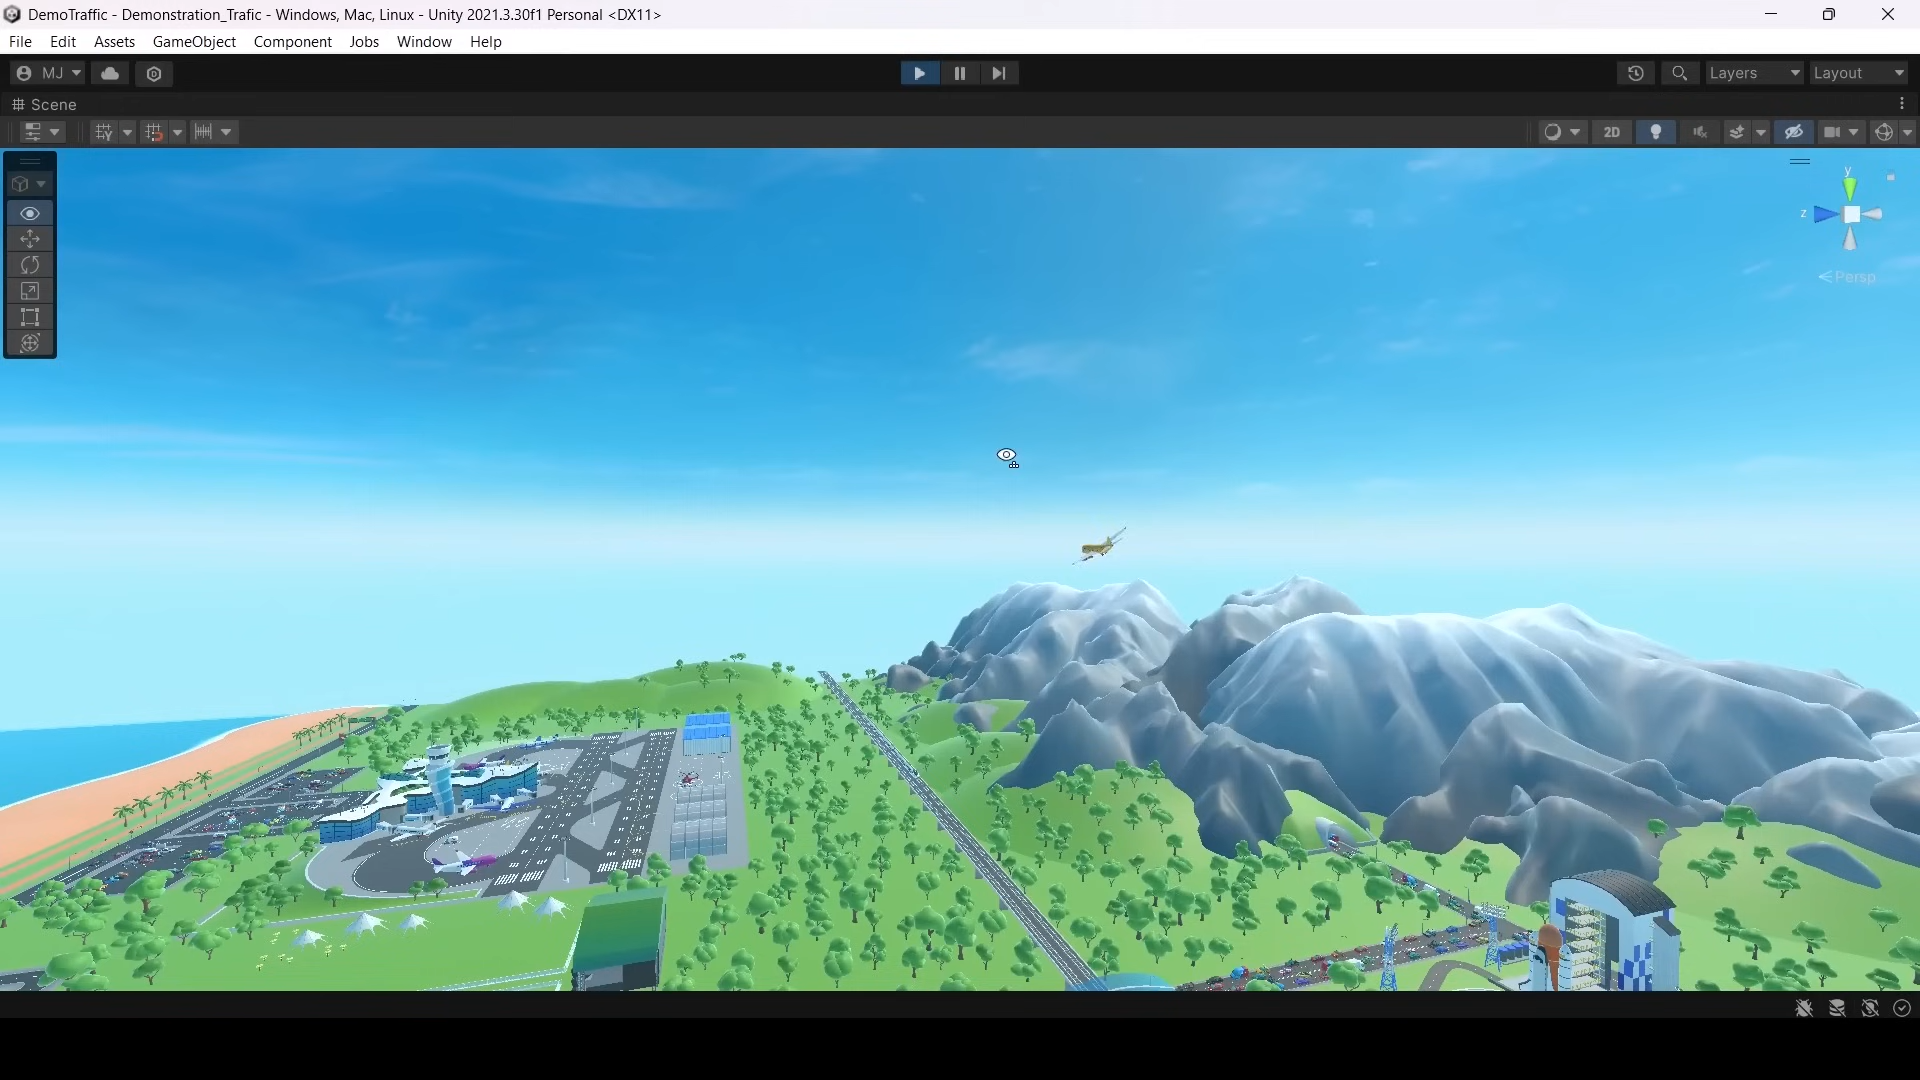 DemoTraffic - Demonstration_Trafic - Windows, Mac, Linux - Unity 2021.3.30f1 Personal <DX11>
File Edit Assets GameObject Component Jobs Window Help
MJ
Layers
Layout
Scene
2D
y
z
Persp